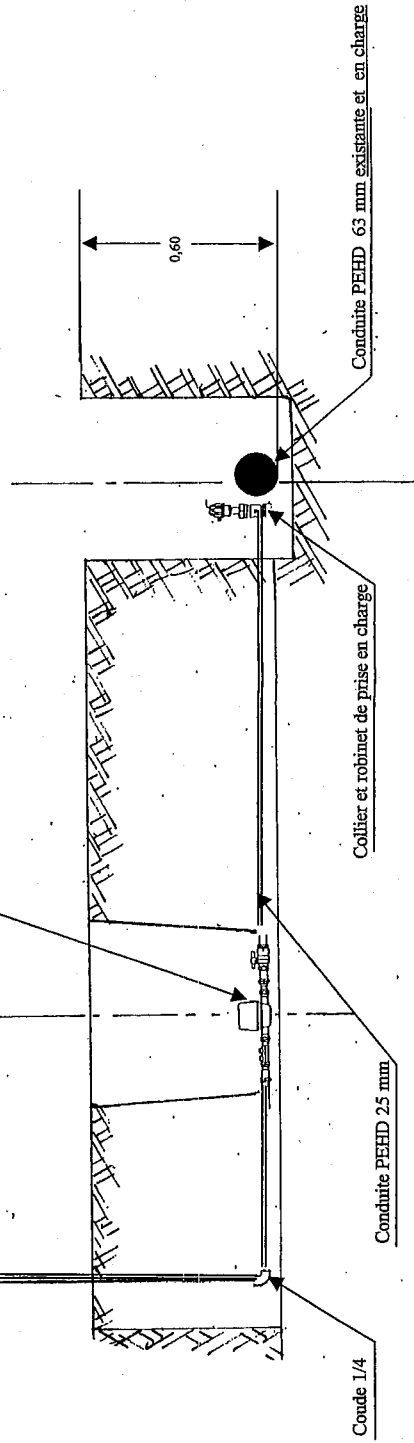 0,60
Conduite PEHD 63 mm existante et en charge
Collier et robinet de prise en charge
Conduite PEHD 25 mm
Coude 1/4